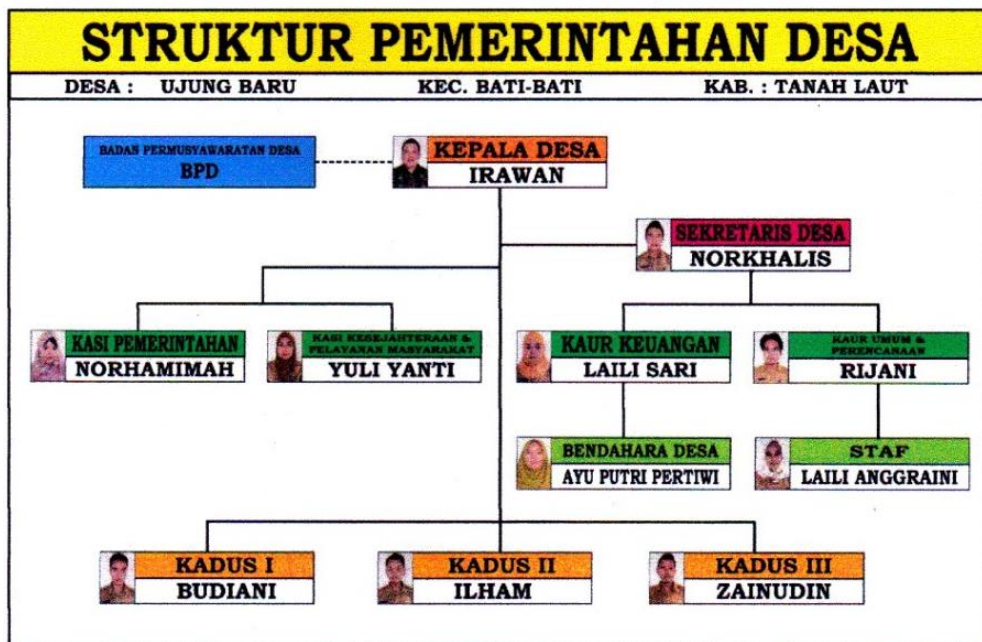 STRUKTUR PEMERINTAHAN DESA
DESA : UJUNG BARU KEC. BATI-BATI KAB. : TANAH LAUT
BADAN PERMUSYAWARATAN DESA
BPD
KEPALA DESA
IRAWAN
SEKRETARIS DESA
NORKHALIS
KASI PEMERINTAHAN
NORHAMIMAH
KASI KESEJAHTERAAN &
PELAYANAN MASYARAKAT
YULI YANTI
KAUR KEUANGAN
LAILI SARI
KAUR UMUM &
PERENCANAAN
RIJANI
BENDAHARA DESA
AYU PUTRI PERTIWI
STAF
LAILI ANGGRAINI
KADUS I
BUDIANI
KADUS II
ILHAM
KADUS III
ZAINUDIN